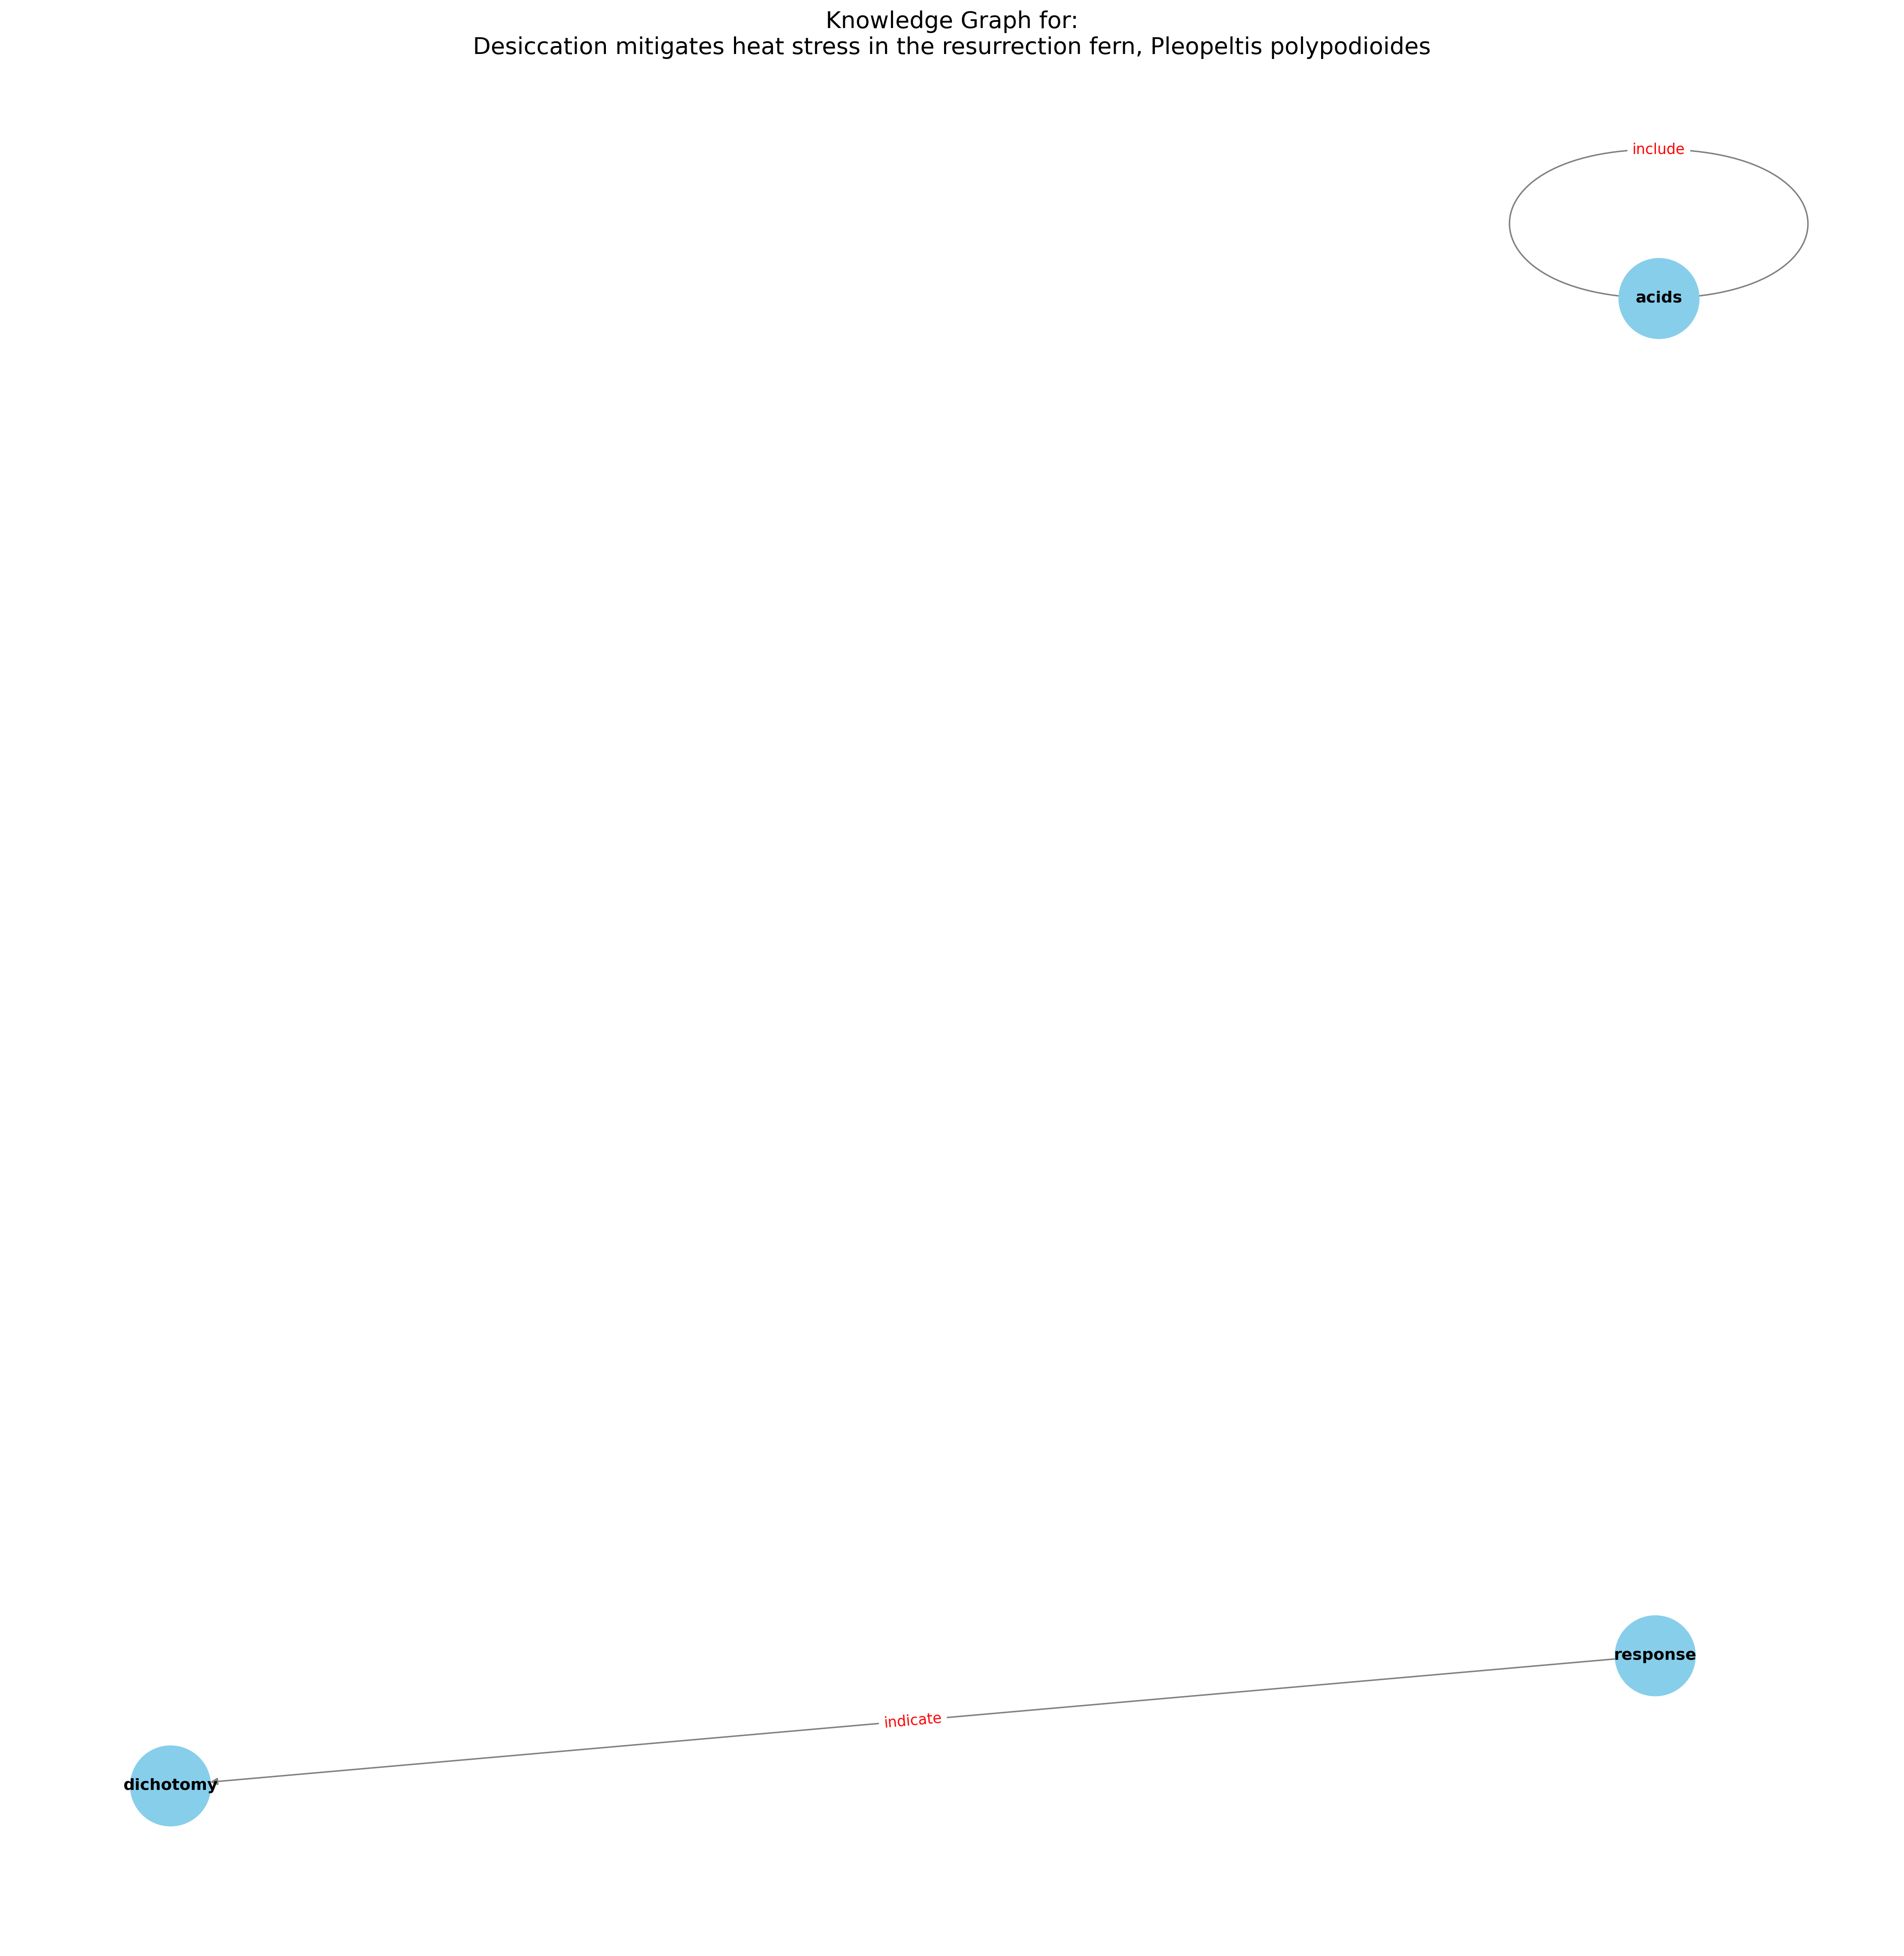 Knowledge Graph for:
Desiccation mitigates heat stress in the resurrection fern, Pleopeltis polypodioides
include
acids
response
indicate
dichotomy